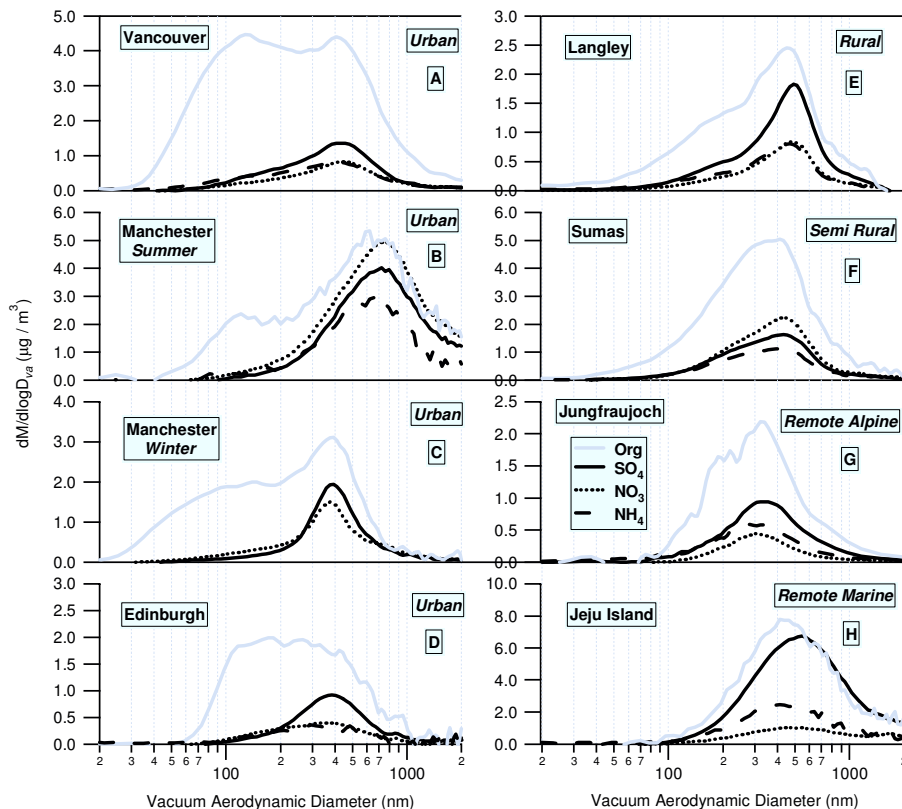 dM/dlogDva (µg / m3)
5.0
4.0
3.0
2.0
1.0
0.0
Vancouver
Urban
A
6.0
5.0
4.0
3.0
2.0
1.0
0.0
Manchester
Summer
Urban
B
4.0
3.0
2.0
1.0
0.0
Manchester
Winter
Urban
C
3.0
2.5
2.0
1.5
1.0
0.5
0.0
Edinburgh
Urban
D
2 3 4 5 6 7 100 2 3 4 5 6 7 1000 2
Vacuum Aerodynamic Diameter (nm)
3.0
2.5
2.0
1.5
1.0
0.5
0.0
Langley
Rural
E
6.0
5.0
4.0
3.0
2.0
1.0
0.0
Sumas
Semi Rural
F
2.5
2.0
1.5
1.0
0.5
0.0
Jungfraujoch
Remote Alpine
G
Org
SO4
NO3
NH4
10.0
8.0
6.0
4.0
2.0
0.0
Jeju Island
Remote Marine
H
2 3 4 5 6 7 100 2 3 4 5 6 7 1000 2
Vacuum Aerodynamic Diameter (nm)